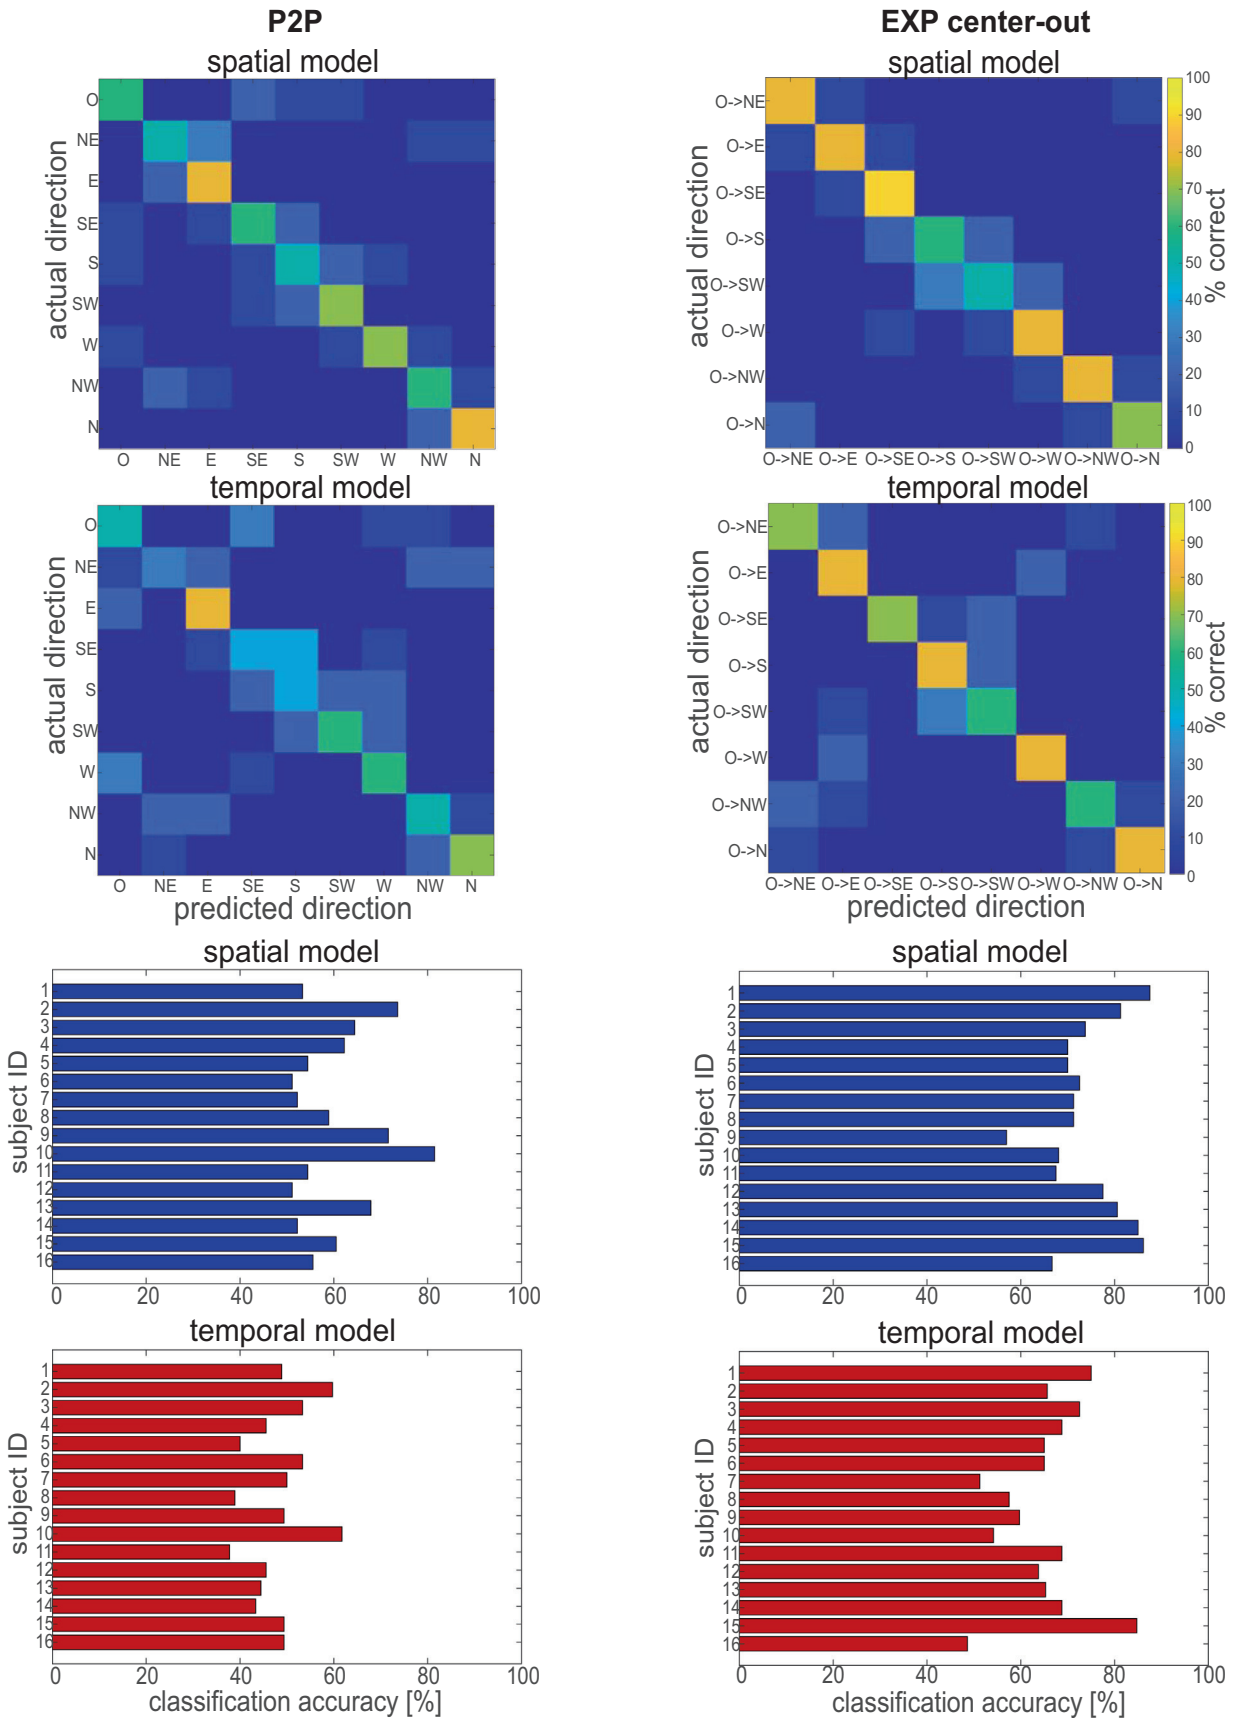 P2P
EXP center-out
spatial model
spatial model
actual direction
O
NE
E
SE
S
SW
W
NW
N
O NE E SE S SW W NW N
actual direction
O->NE
O->E
O->SE
O->S
O->SW
O->W
O->NW
O->N
O->NE O->E O->SE O->S O->SW O->W O->NW O->N
100
90
80
70
60
50
40
30
20
10
0
% correct
temporal model
temporal model
actual direction
O
NE
E
SE
S
SW
W
NW
N
O NE E SE S SW W NW N
predicted direction
actual direction
O->NE
O->E
O->SE
O->S
O->SW
O->W
O->NW
O->N
O->NE O->E O->SE O->S O->SW O->W O->NW O->N
predicted direction
100
90
80
70
60
50
40
30
20
10
0
% correct
spatial model
subject ID
1
2
3
4
5
6
7
8
9
10
11
12
13
14
15
16
0 20 40 60 80 100
spatial model
subject ID
1
2
3
4
5
6
7
8
9
10
11
12
13
14
15
16
0 20 40 60 80 100
temporal model
subject ID
1
2
3
4
5
6
7
8
9
10
11
12
13
14
15
16
0 20 40 60 80 100
classification accuracy [%]
temporal model
subject ID
1
2
3
4
5
6
7
8
9
10
11
12
13
14
15
16
0 20 40 60 80 100
classification accuracy [%]